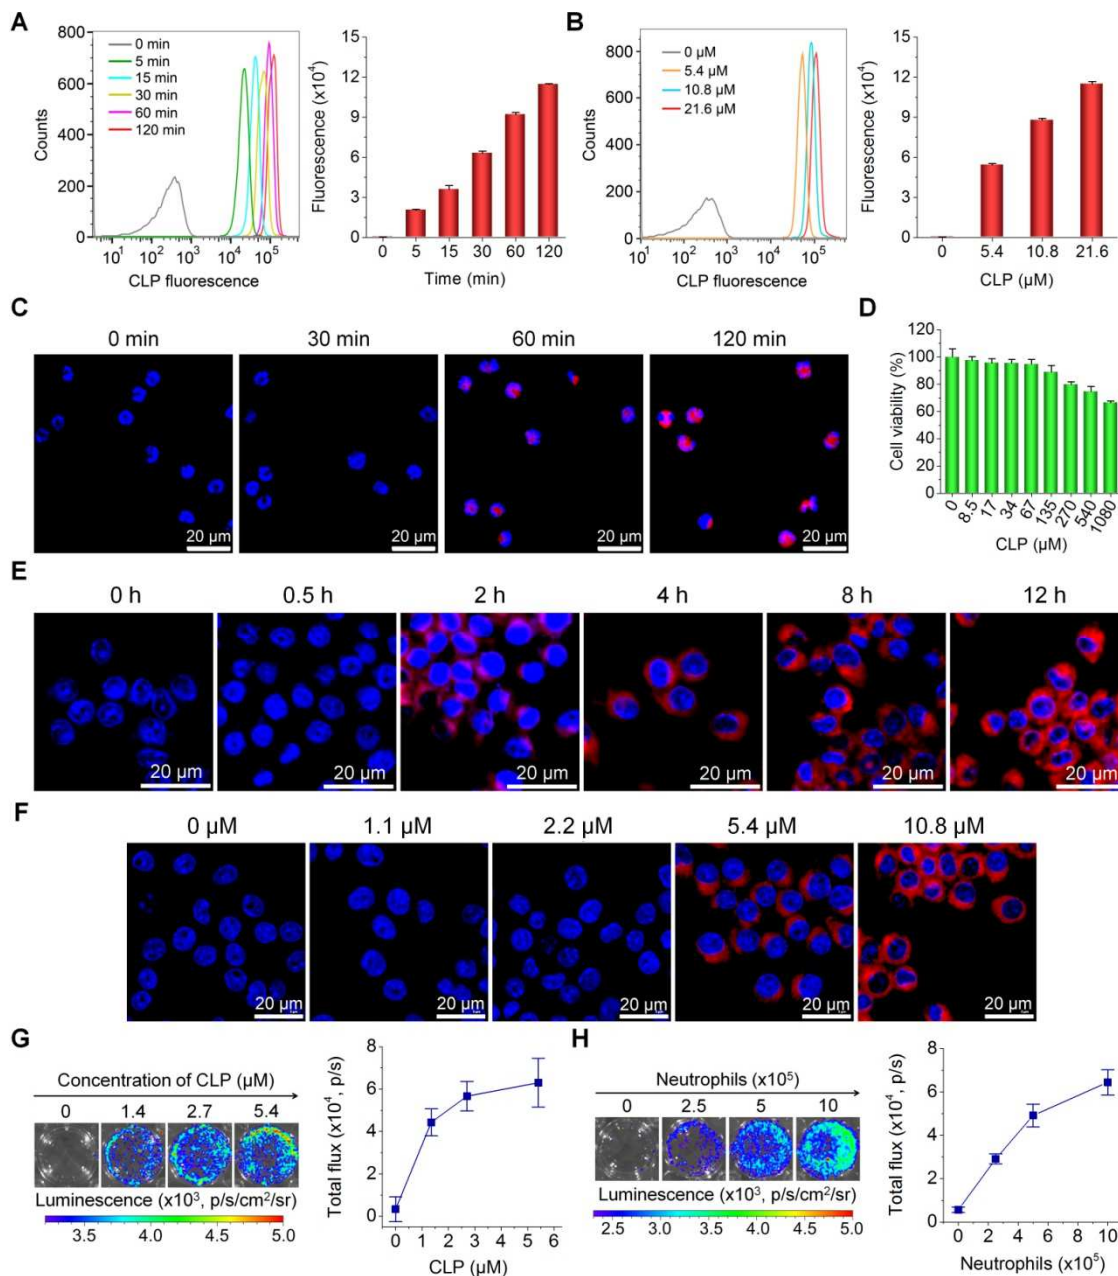 A
800
600
400
200
0
Counts
0 min
5 min
15 min
30 min
60 min
120 min
10¹ 10² 10³ 10⁴ 10⁵
CLP fluorescence
15
12
9
6
3
0
Fluorescence (x10⁴)
0 5 15 30 60 120
Time (min)
B
800
600
400
200
0
Counts
0 µM
5.4 µM
10.8 µM
21.6 µM
10¹ 10² 10³ 10⁴ 10⁵
CLP fluorescence
15
12
9
6
3
0
Fluorescence (x10⁴)
0 5.4 10.8 21.6
CLP (µM)
C
0 min 30 min 60 min 120 min
20 µm 20 µm 20 µm 20 µm
D
120
100
80
60
40
20
0
Cell viability (%)
0 8.5 17 34 67 135 270 540 1080
CLP (µM)
E
0 h 0.5 h 2 h 4 h 8 h 12 h
20 µm 20 µm 20 µm 20 µm 20 µm 20 µm
F
0 µM 1.1 µM 2.2 µM 5.4 µM 10.8 µM
20 µm 20 µm 20 µm 20 µm 20 µm
G
Concentration of CLP (µM)
0 1.4 2.7 5.4
Luminescence (x10³, p/s/cm²/sr)
3.5 4.0 4.5 5.0
8
6
4
2
0
Total flux (x10⁴, p/s)
0 1 2 3 4 5 6
CLP (µM)
H
Neutrophils (x10⁵)
0 2.5 5 10
Luminescence (x10³, p/s/cm²/sr)
2.5 3.0 3.5 4.0 4.5 5.0
8
6
4
2
0
Total flux (x10⁴, p/s)
0 2 4 6 8 10
Neutrophils (x10⁵)